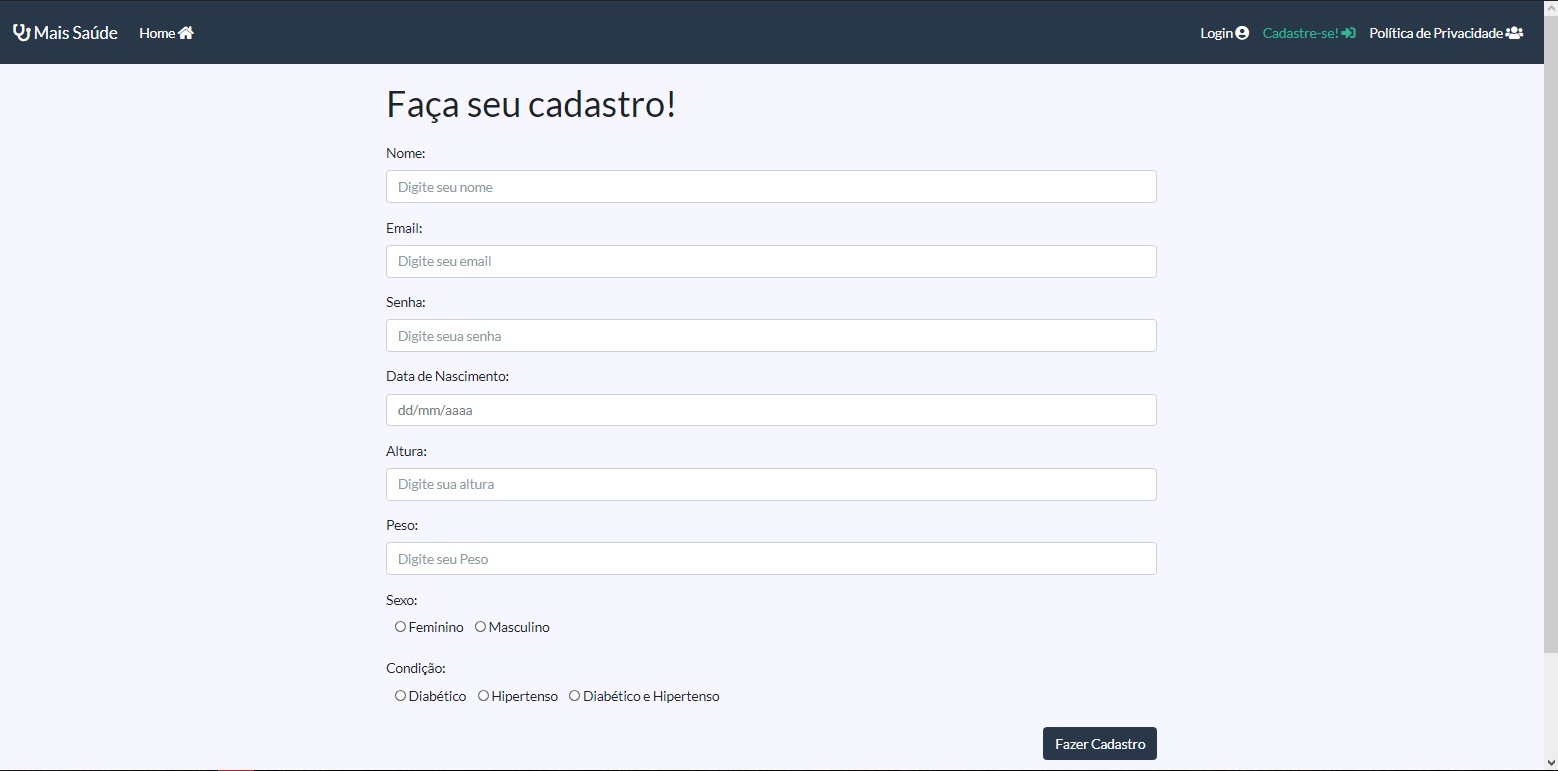 Mais Saúde Home Login Cadastre-se! Política de Privacidade
Faça seu cadastro!
Nome:
Digite seu nome
Email:
Digite seu email
Senha:
Digite seua senha
Data de Nascimento:
dd/mm/aaaa
Altura:
Digite sua altura
Peso:
Digite seu Peso
Sexo:
Feminino Masculino
Condição:
Diabético Hipertenso Diabético e Hipertenso
Fazer Cadastro